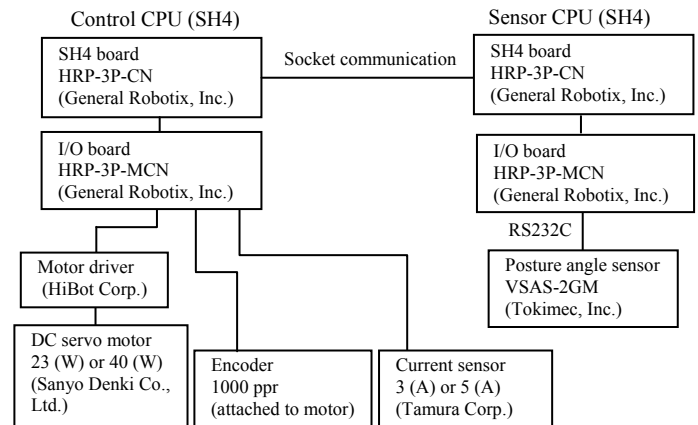 Control CPU (SH4)
SH4 board
HRP-3P-CN
(General Robotix, Inc.)
Socket communication
Sensor CPU (SH4)
SH4 board
HRP-3P-CN
(General Robotix, Inc.)
I/O board
HRP-3P-MCN
(General Robotix, Inc.)
I/O board
HRP-3P-MCN
(General Robotix, Inc.)
RS232C
Motor driver
(HiBot Corp.)
Posture angle sensor
VSAS-2GM
(Tokimec, Inc.)
DC servo motor
23 (W) or 40 (W)
(Sanyo Denki Co.,
Ltd.)
Encoder
1000 ppr
(attached to motor)
Current sensor
3 (A) or 5 (A)
(Tamura Corp.)